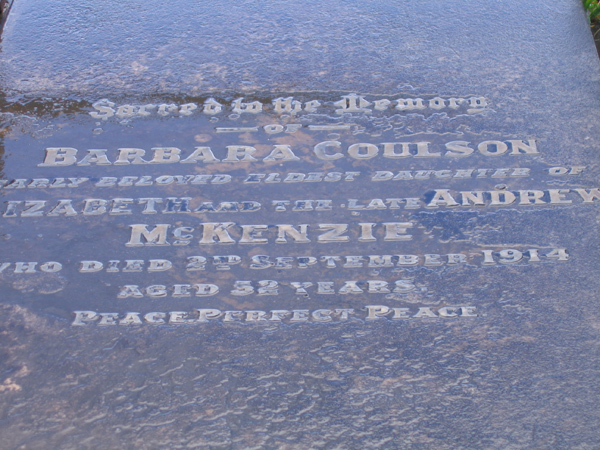 Sacred to the Memory
of
BARBARA COULSON
DEARLY BELOVED ELDEST DAUGHTER OF
ELIZABETH AND THE LATE ANDREW
McKENZIE
WHO DIED 2ND SEPTEMBER 1914
AGED 52 YEARS.
PEACE, PERFECT PEACE